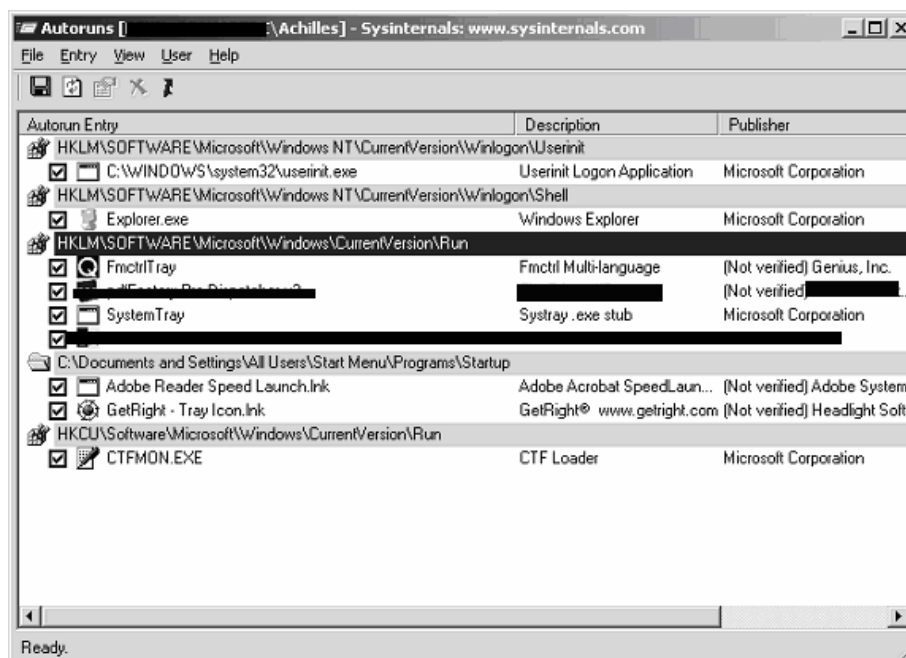 Autoruns [ \Achilles] - Sysinternals: www.sysinternals.com
File Entry View User Help
Autorun Entry Description Publisher
HKLM\SOFTWARE\Microsoft\Windows NT\CurrentVersion\Winlogon\Userinit
C:\WINDOWS\system32\userinit.exe Userinit Logon Application Microsoft Corporation
HKLM\SOFTWARE\Microsoft\Windows NT\CurrentVersion\Winlogon\Shell
Explorer.exe Windows Explorer Microsoft Corporation
HKLM\SOFTWARE\Microsoft\Windows\CurrentVersion\Run
FmctrlTray Fmctrl Multi-language (Not verified) Genius, Inc.
(Not verified)
SystemTray Systray .exe stub Microsoft Corporation
C:\Documents and Settings\All Users\Start Menu\Programs\Startup
Adobe Reader Speed Launch.lnk Adobe Acrobat SpeedLaun... (Not verified) Adobe System
GetRight - Tray Icon.lnk GetRight® www.getright.com (Not verified) Headlight Soft
HKCU\Software\Microsoft\Windows\CurrentVersion\Run
CTFMON.EXE CTF Loader Microsoft Corporation
Ready.